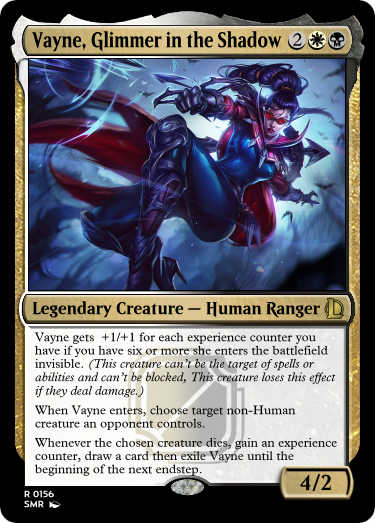 Vayne, Glimmer in the Shadow 2
Legendary Creature — Human Ranger
Vayne gets +1/+1 for each experience counter you
have if you have six or more she enters the battlefield
invisible. (This creature can't be the target of spells or
abilities and can't be blocked, This creature loses this effect
if they deal damage.)
When Vayne enters, choose target non-Human
creature an opponent controls.
Whenever the chosen creature dies, gain an experience
counter, draw a card then exile Vayne until the
beginning of the next endstep.
4/2
R 0156
SMR